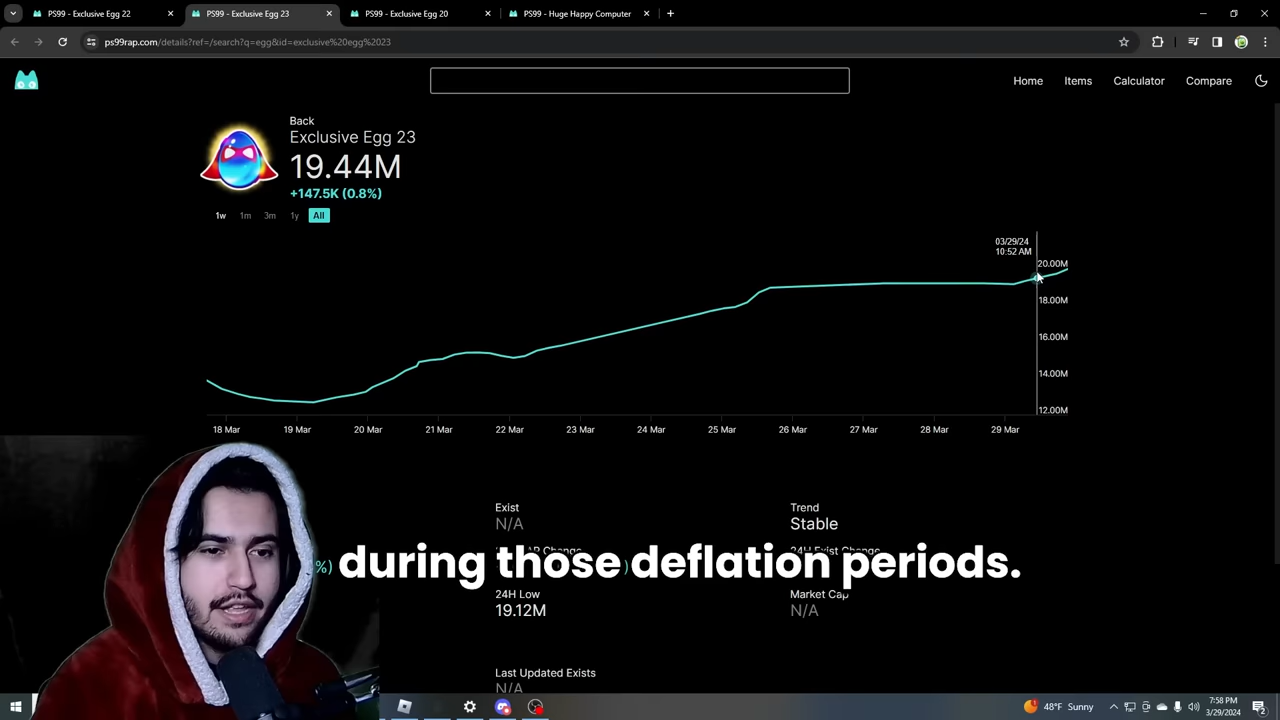 PS99 - Exclusive Egg 22
PS99 - Exclusive Egg 23
PS99 - Exclusive Egg 20
PS99 - Huge Happy Computer
ps99rap.com/details?ref=/search?q=egg&id=exclusive%20egg%2023
Home Items Calculator Compare
Back
Exclusive Egg 23
19.44M
+147.5K (0.8%)
1w 1m 3m 1y All
03/29/24
10:52 AM
20.00M
18.00M
16.00M
14.00M
12.00M
18 Mar 19 Mar 20 Mar 21 Mar 22 Mar 23 Mar 24 Mar 25 Mar 26 Mar 27 Mar 28 Mar 29 Mar
Exist
N/A
Trend
Stable
%) during those deflation periods.
24H Low
19.12M
Market Cap
N/A
Last Updated Exists
N/A
48°F Sunny
7:58 PM
3/29/2024